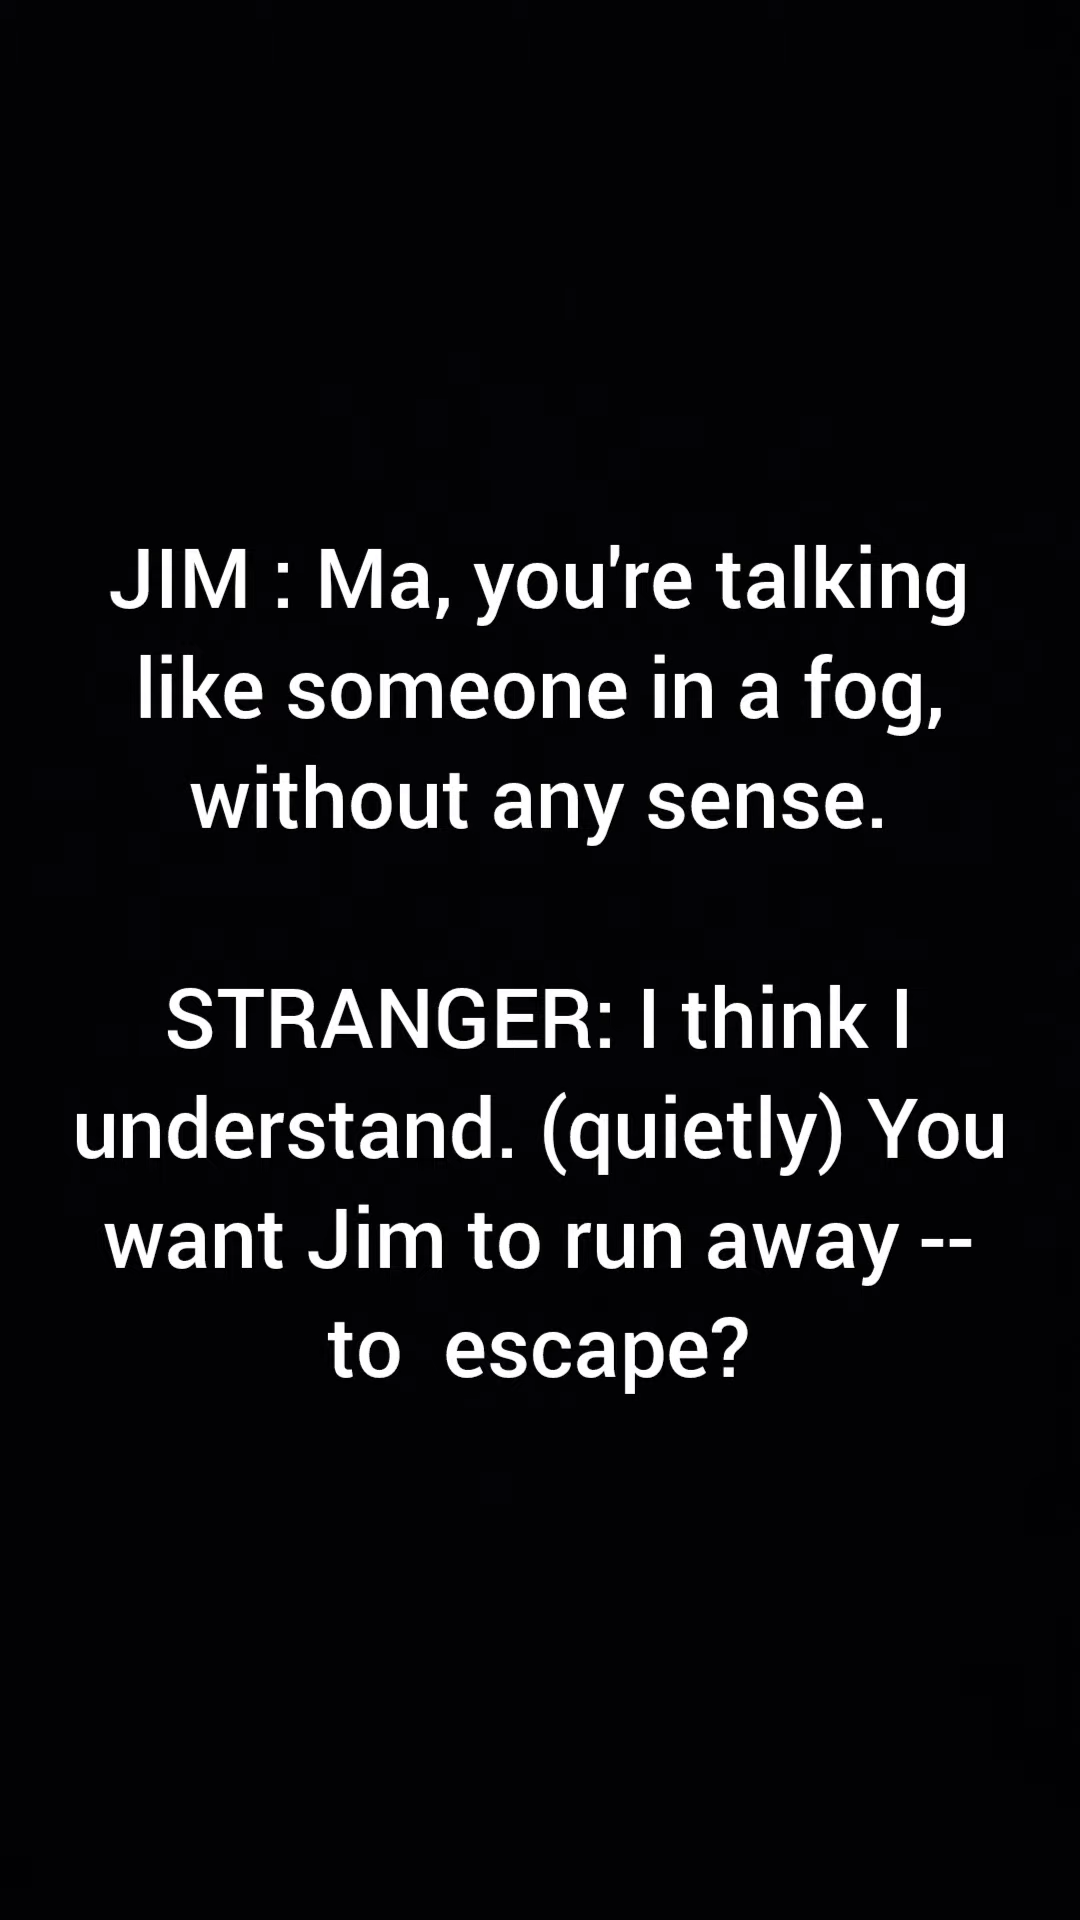 JIM : Ma, you're talking
like someone in a fog,
without any sense.
STRANGER: I think I
understand. (quietly) You
want Jim to run away --
to  escape?